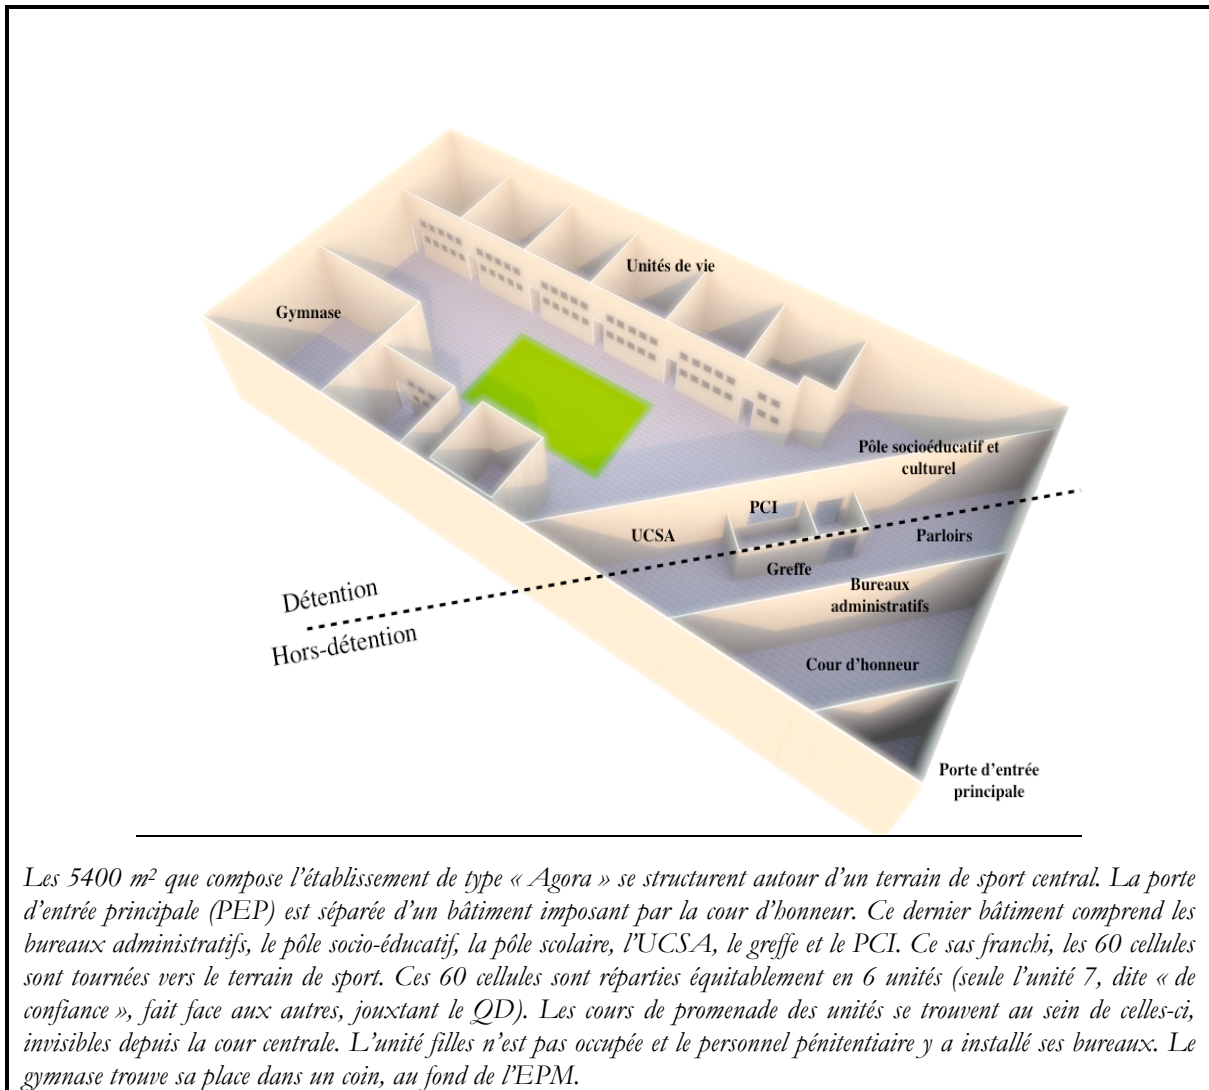 Unités de vie
Gymnase
Pôle socioéducatif et
culturel
PCI
UCSA
Parloirs
Greffe
Bureaux
administratifs
Détention
Hors-détention
Cour d’honneur
Porte d’entrée
principale
Les 5400 m² que compose l’établissement de type « Agora » se structurent autour d’un terrain de sport central. La porte
d’entrée principale (PEP) est séparée d’un bâtiment imposant par la cour d’honneur. Ce dernier bâtiment comprend les
bureaux administratifs, le pôle socio-éducatif, la pôle scolaire, l’UCSA, le greffe et le PCI. Ce sas franchi, les 60 cellules
sont tournées vers le terrain de sport. Ces 60 cellules sont réparties équitablement en 6 unités (seule l’unité 7, dite « de
confiance », fait face aux autres, jouxtant le QD). Les cours de promenade des unités se trouvent au sein de celles-ci,
invisibles depuis la cour centrale. L’unité filles n’est pas occupée et le personnel pénitentiaire y a installé ses bureaux. Le
gymnase trouve sa place dans un coin, au fond de l’EPM.